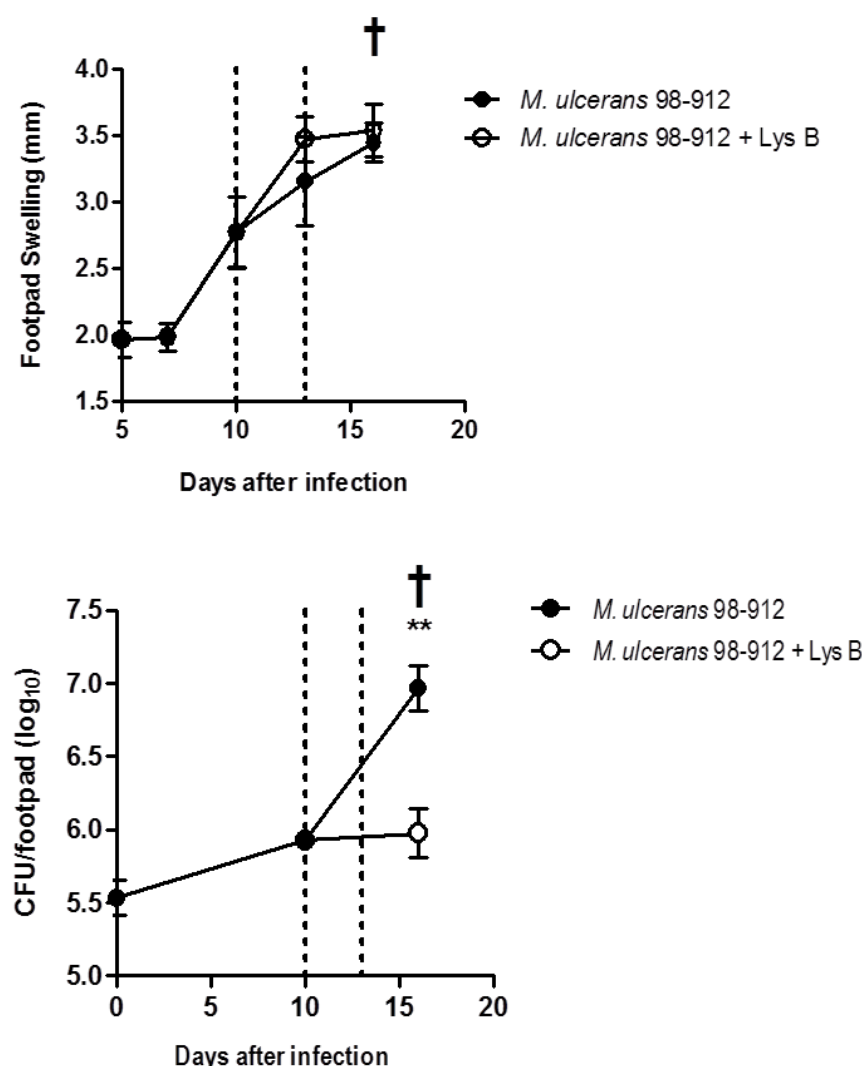 †
4.0
3.5
3.0
2.5
2.0
1.5
5 10 15 20
Footpad Swelling (mm)
Days after infection
M. ulcerans 98-912
M. ulcerans 98-912 + Lys B
†
**
7.5
7.0
6.5
6.0
5.5
5.0
0 5 10 15 20
CFU/footpad (log₁₀)
Days after infection
M. ulcerans 98-912
M. ulcerans 98-912 + Lys B